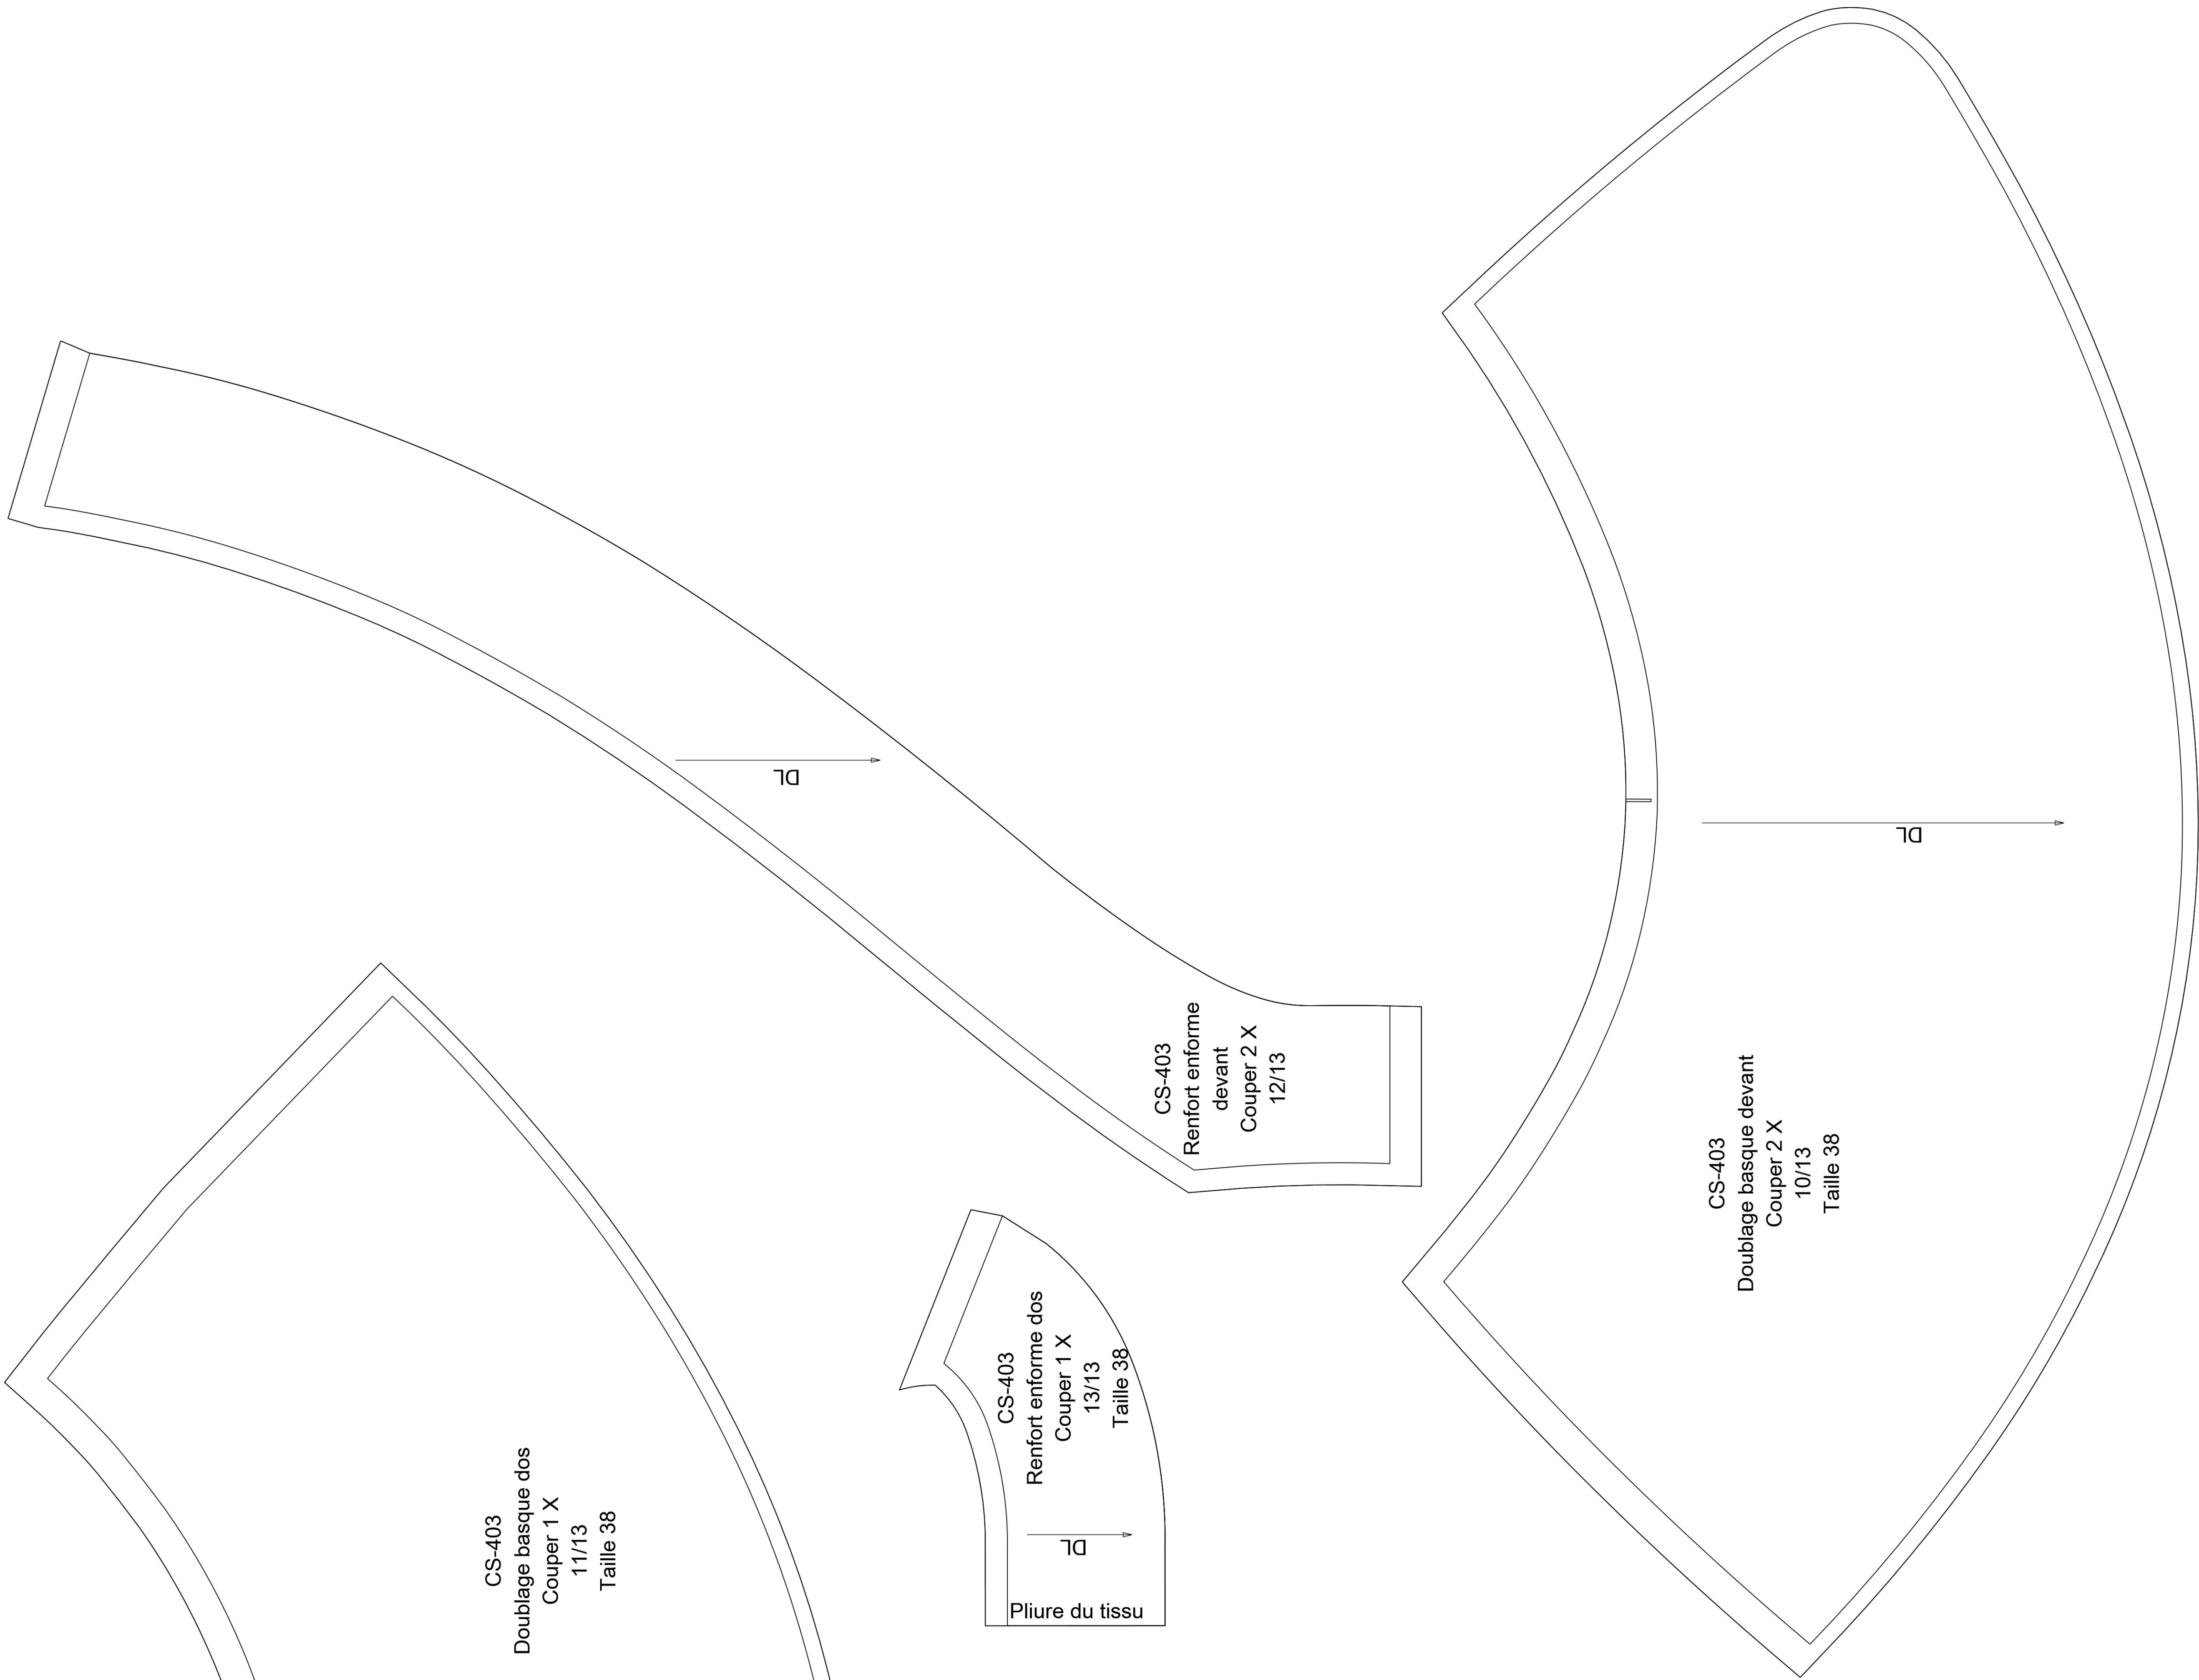 DL
CS-403
Renfort enforme
devant
Couper 2 X
12/13
DL
CS-403
Doublage basque devant
Couper 2 X
10/13
Taille 38
CS-403
Renfort enforme dos
Couper 1 X
13/13
Taille 38
DL
Pliure du tissu
CS-403
Doublage basque dos
Couper 1 X
11/13
Taille 38